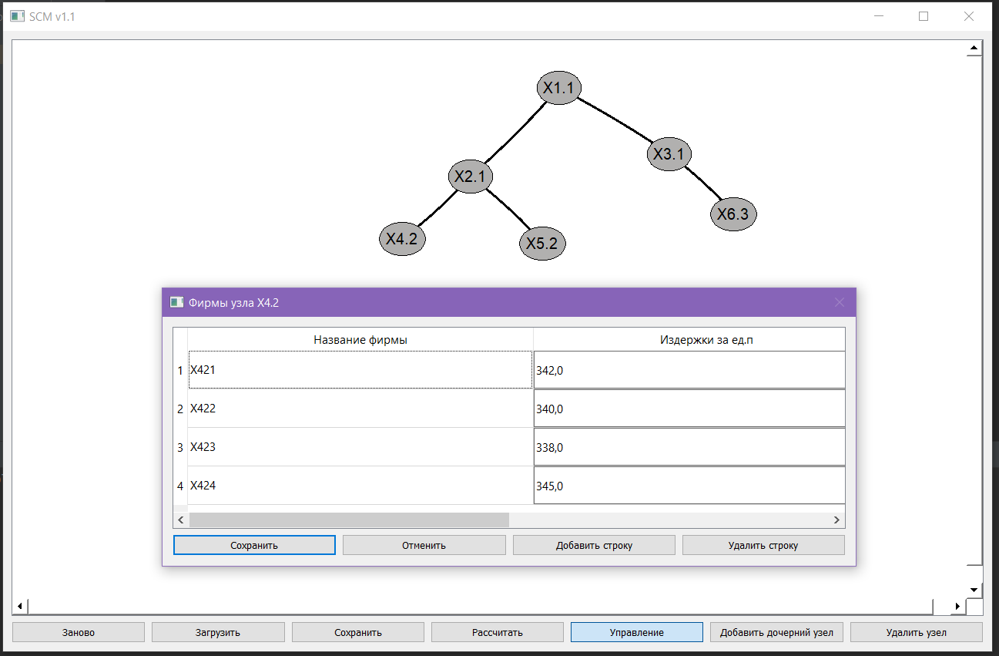 SCM v1.1
X1.1
X3.1
X2.1
X6.3
X4.2
X5.2
Фирмы узла X4.2
Название фирмы Издержки за ед.п
1 X421 342,0
2 X422 340,0
3 X423 338,0
4 X424 345,0
Сохранить Отменить Добавить строку Удалить строку
Заново Загрузить Сохранить Рассчитать Управление Добавить дочерний узел Удалить узел